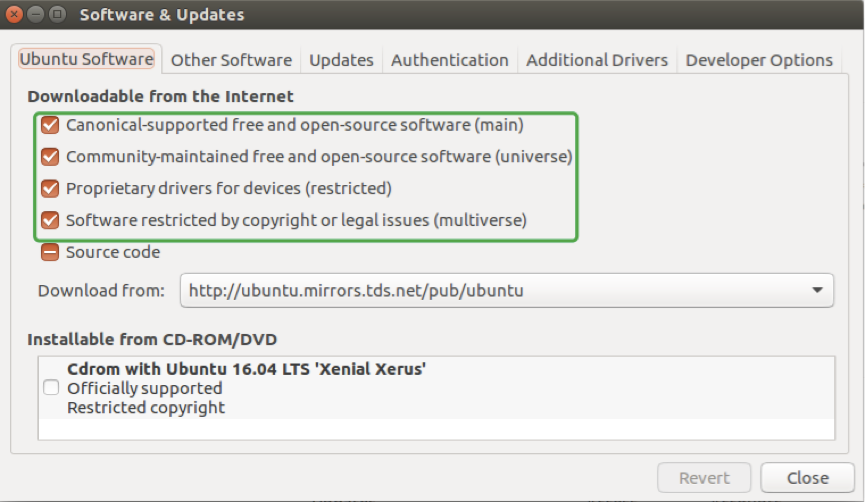 Software & Updates
Ubuntu Software Other Software Updates Authentication Additional Drivers Developer Options
Downloadable from the Internet
Canonical-supported free and open-source software (main)
Community-maintained free and open-source software (universe)
Proprietary drivers for devices (restricted)
Software restricted by copyright or legal issues (multiverse)
Source code
Download from: http://ubuntu.mirrors.tds.net/pub/ubuntu
Installable from CD-ROM/DVD
Cdrom with Ubuntu 16.04 LTS 'Xenial Xerus'
Officially supported
Restricted copyright
Revert Close